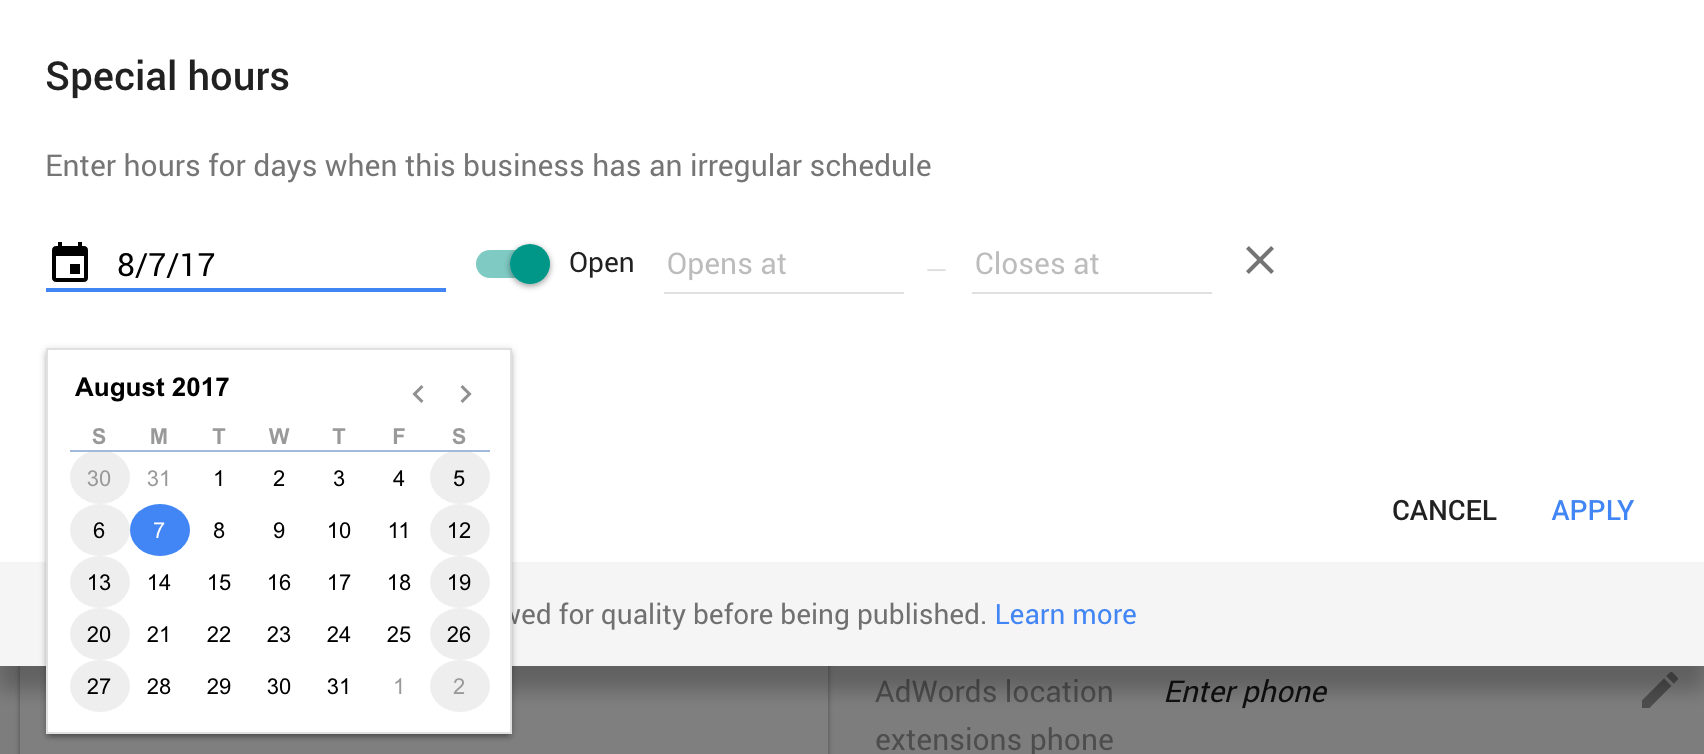 Special hours
Enter hours for days when this business has an irregular schedule
8/7/17 Open Opens at – Closes at
August 2017
S M T W T F S
30 31 1 2 3 4 5
6 7 8 9 10 11 12
13 14 15 16 17 18 19
20 21 22 23 24 25 26
27 28 29 30 31 1 2
CANCEL APPLY
for quality before being published. Learn more
AdWords location Enter phone
extensions phone